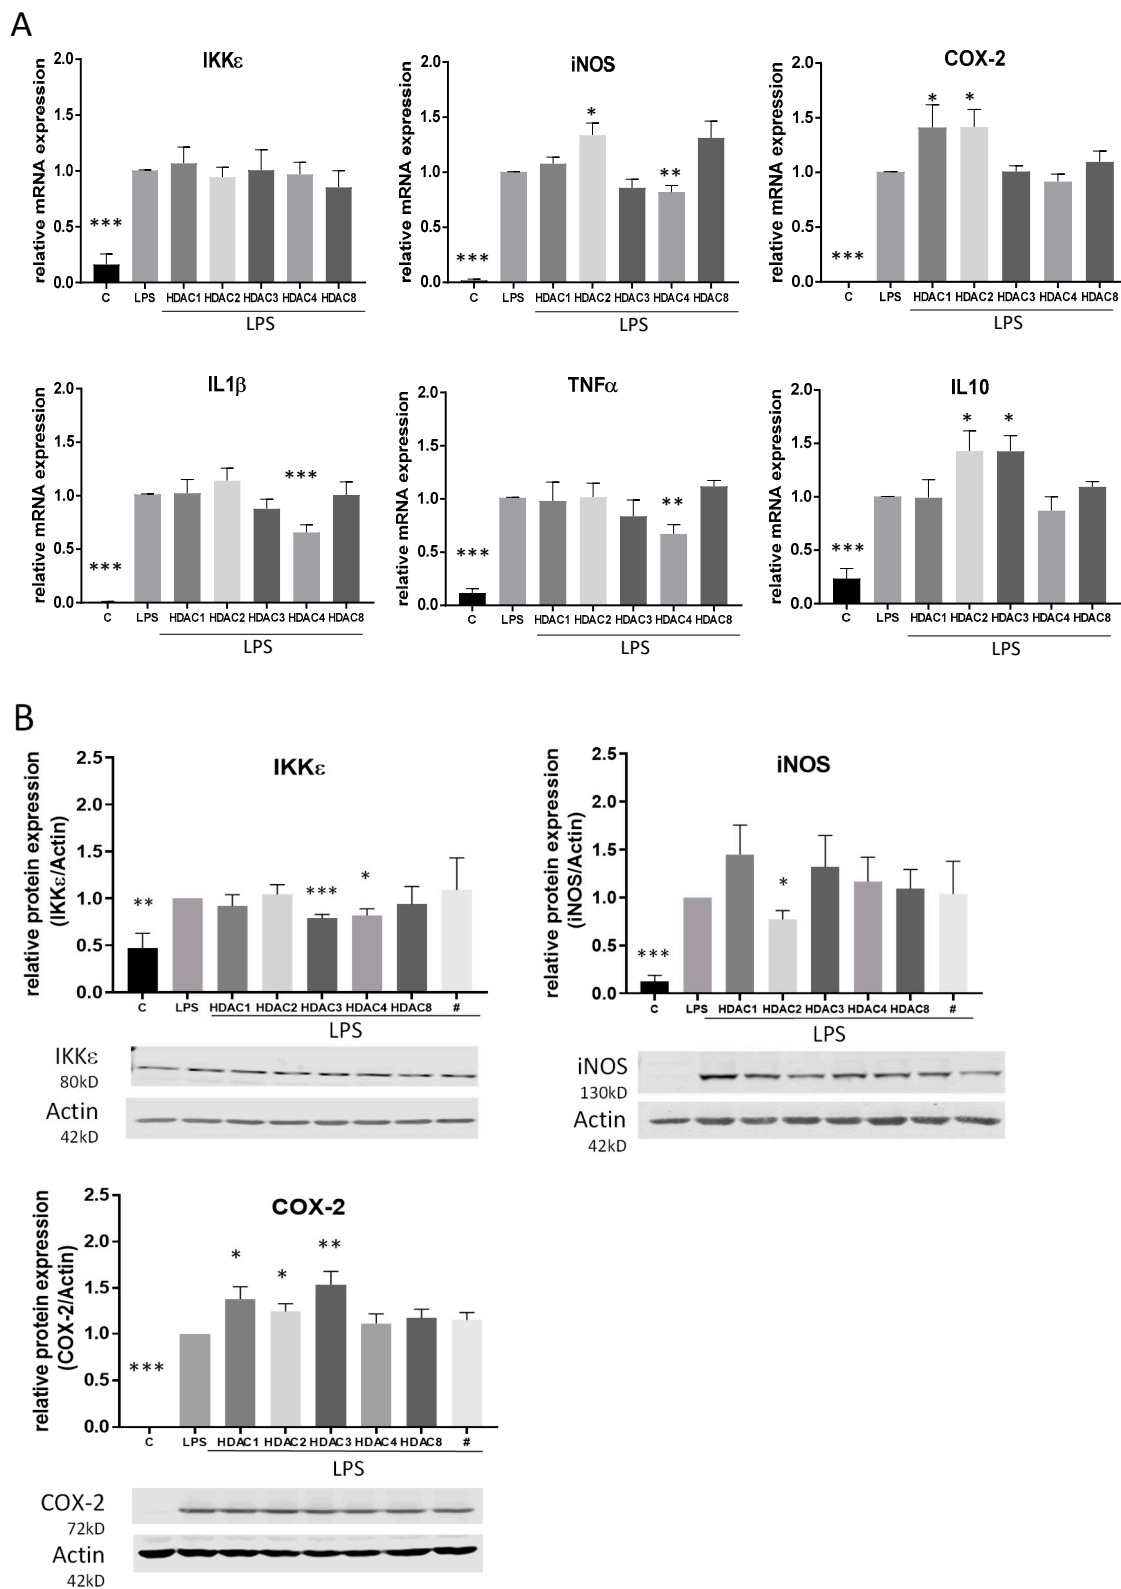 A
IKKε
relative mRNA expression
2.0
1.5
1.0
0.5
0.0
***
C LPS HDAC1 HDAC2 HDAC3 HDAC4 HDAC8
LPS
iNOS
relative mRNA expression
2.0
1.5
1.0
0.5
0.0
***
*
**
C LPS HDAC1 HDAC2 HDAC3 HDAC4 HDAC8
LPS
COX-2
relative mRNA expression
2.0
1.5
1.0
0.5
0.0
***
* *
C LPS HDAC1 HDAC2 HDAC3 HDAC4 HDAC8
LPS
IL1β
relative mRNA expression
2.0
1.5
1.0
0.5
0.0
***
***
C LPS HDAC1 HDAC2 HDAC3 HDAC4 HDAC8
LPS
TNFα
relative mRNA expression
2.0
1.5
1.0
0.5
0.0
***
**
C LPS HDAC1 HDAC2 HDAC3 HDAC4 HDAC8
LPS
IL10
relative mRNA expression
2.0
1.5
1.0
0.5
0.0
***
* *
C LPS HDAC1 HDAC2 HDAC3 HDAC4 HDAC8
LPS
B
IKKε
relative protein expression
(IKKε/Actin)
2.5
2.0
1.5
1.0
0.5
0.0
**
***
*
C LPS HDAC1 HDAC2 HDAC3 HDAC4 HDAC8 #
LPS
IKKε
80kD
Actin
42kD
iNOS
relative protein expression
(iNOS/Actin)
2.5
2.0
1.5
1.0
0.5
0.0
***
*
C LPS HDAC1 HDAC2 HDAC3 HDAC4 HDAC8 #
LPS
iNOS
130kD
Actin
42kD
COX-2
relative protein expression
(COX-2/Actin)
2.5
2.0
1.5
1.0
0.5
0.0
***
*
*
**
C LPS HDAC1 HDAC2 HDAC3 HDAC4 HDAC8 #
LPS
COX-2
72kD
Actin
42kD